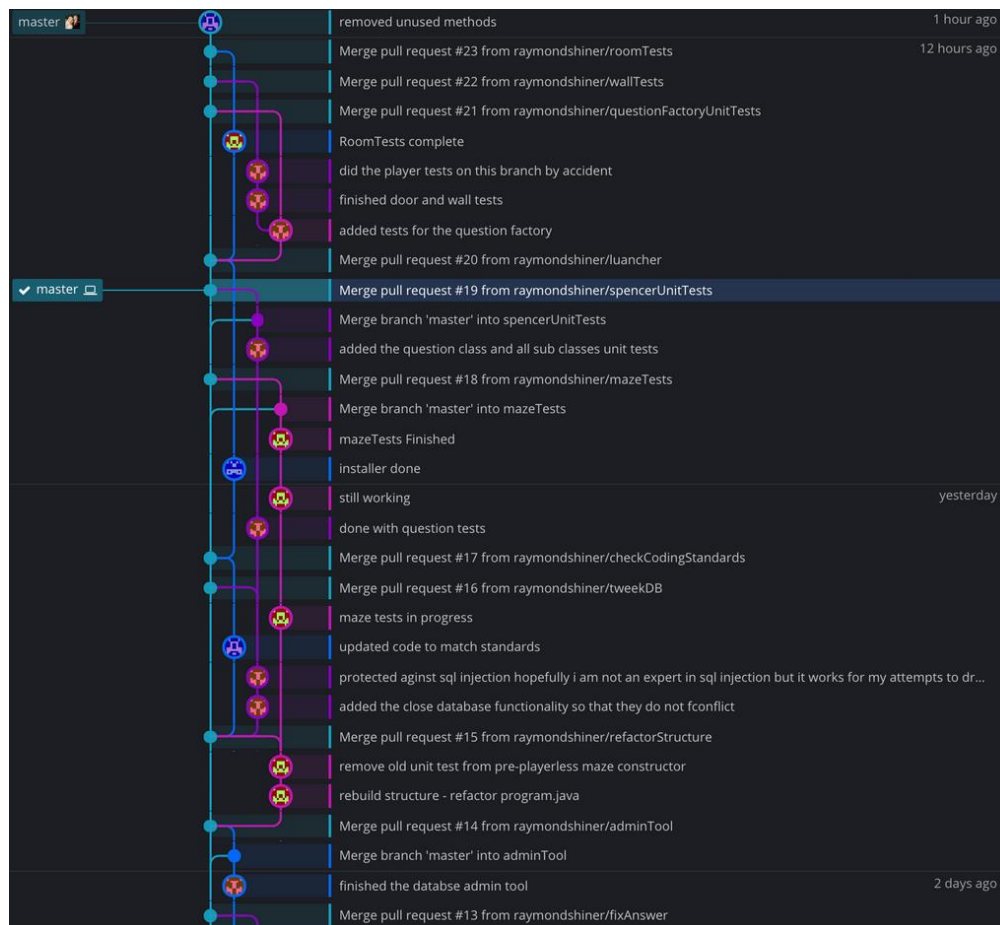 master removed unused methods 1 hour ago
Merge pull request #23 from raymondshiner/roomTests 12 hours ago
Merge pull request #22 from raymondshiner/wallTests
Merge pull request #21 from raymondshiner/questionFactoryUnitTests
RoomTests complete
did the player tests on this branch by accident
finished door and wall tests
added tests for the question factory
Merge pull request #20 from raymondshiner/luancher
master Merge pull request #19 from raymondshiner/spencerUnitTests
Merge branch 'master' into spencerUnitTests
added the question class and all sub classes unit tests
Merge pull request #18 from raymondshiner/mazeTests
Merge branch 'master' into mazeTests
mazeTests Finished
installer done
still working yesterday
done with question tests
Merge pull request #17 from raymondshiner/checkCodingStandards
Merge pull request #16 from raymondshiner/tweekDB
maze tests in progress
updated code to match standards
protected aginst sql injection hopefully i am not an expert in sql injection but it works for my attempts to dr...
added the close database functionality so that they do not fconflict
Merge pull request #15 from raymondshiner/refactorStructure
remove old unit test from pre-playerless maze constructor
rebuild structure - refactor program.java
Merge pull request #14 from raymondshiner/adminTool
Merge branch 'master' into adminTool
finished the databse admin tool 2 days ago
Merge pull request #13 from raymondshiner/fixAnswer